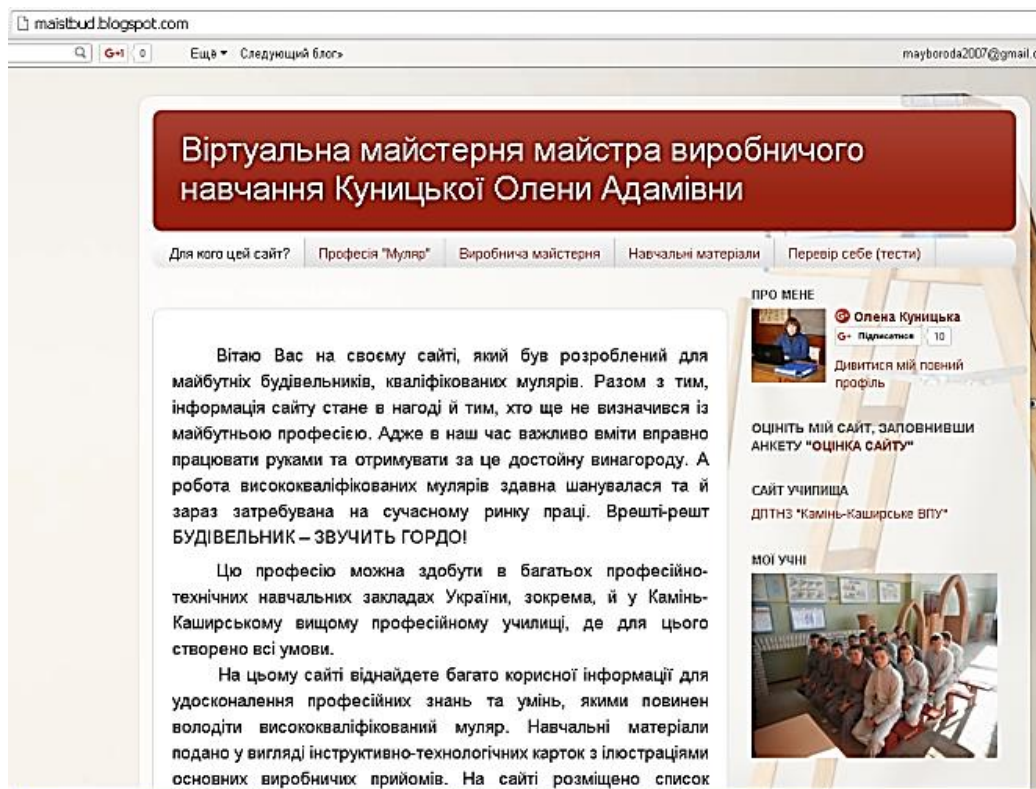 maistbud.blogspot.com
G+1 0 Ещё Следующий блог» mayboroda2007@gmail.
Віртуальна майстерня майстра виробничого
навчання Куницької Олени Адамівни
Для кого цей сайт? Професія "Муляр" Виробнича майстерня Навчальні матеріали Перевір себе (тести)
Вітаю Вас на своєму сайті, який був розроблений для
майбутніх будівельників, кваліфікованих мулярів. Разом з тим,
інформація сайту стане в нагоді й тим, хто ще не визначився із
майбутньою професією. Адже в наш час важливо вміти вправно
працювати руками та отримувати за це достойну винагороду. А
робота висококваліфікованих мулярів здавна шанувалася та й
зараз затребувана на сучасному ринку праці. Врешті-решт
БУДІВЕЛЬНИК – ЗВУЧИТЬ ГОРДО!
Цю професію можна здобути в багатьох професійно-
технічних навчальних закладах України, зокрема, й у Камінь-
Каширському вищому професійному училищі, де для цього
створено всі умови.
На цьому сайті віднайдете багато корисної інформації для
удосконалення професійних знань та умінь, якими повинен
володіти висококваліфікований муляр. Навчальні матеріали
подано у вигляді інструктивно-технологічних карток з ілюстраціями
основних виробничих прийомів. На сайті розміщено список
ПРО МЕНЕ
Олена Куницька
G+ Підписатися 10
Дивитися мій повний
профіль
ОЦІНІТЬ МІЙ САЙТ, ЗАПОВНИВШИ
АНКЕТУ "ОЦІНКА САЙТУ"
САЙТ УЧИЛИЩА
ДПТНЗ "Камінь-Каширське ВПУ"
МОЇ УЧНІ